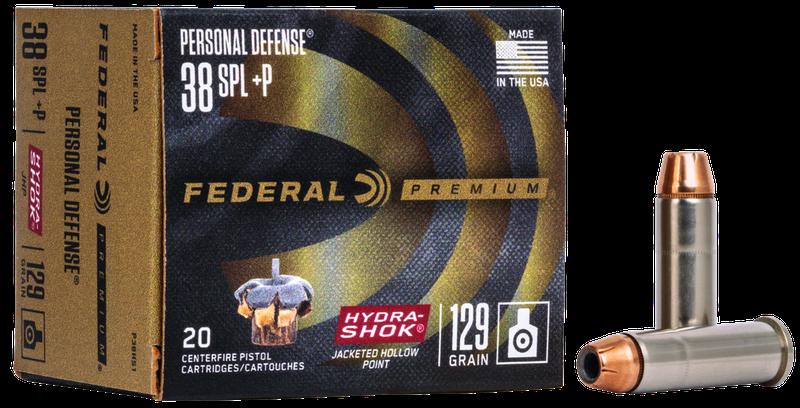 PERSONAL DEFENSE®
38 SPL +P
MADE
IN THE USA
FEDERAL PREMIUM
20
CENTERFIRE PISTOL
CARTRIDGES/CARTOUCHES
HYDRA-
SHOK®
JACKETED HOLLOW
POINT
129
GRAIN
MADE IN THE USA
38 SPL +P
PERSONAL DEFENSE®
FEDERAL PREMIUM
HYDRA-
SHOK®
JHP
129
GRAIN
P38HS1